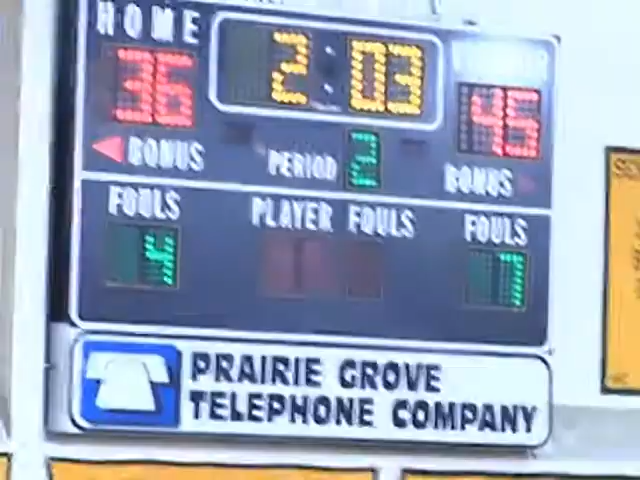 HOME
2:03
36
45
BONUS
PERIOD 2
BONUS
FOULS
PLAYER FOULS
FOULS
4
7
PRAIRIE GROVE
TELEPHONE COMPANY